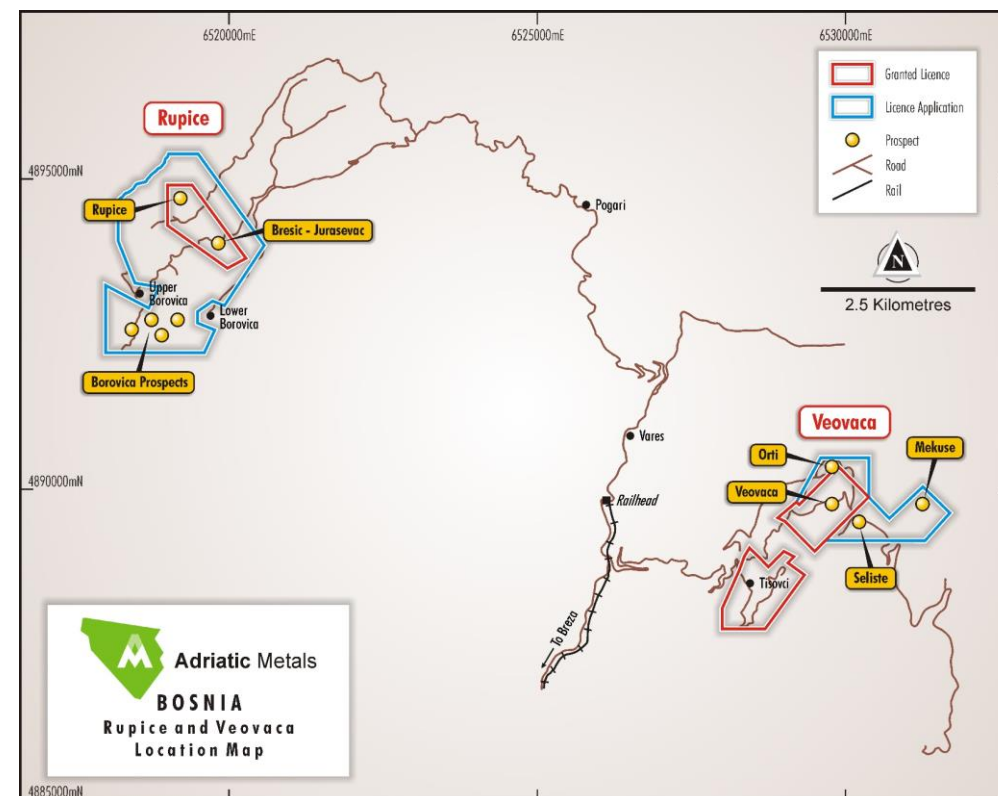 6520000mE
6525000mE
6530000mE
Granted Licence
Licence Application
Prospect
Road
Rail
N
2.5 Kilometres
4895000mN
4890000mN
4885000mN
Rupice
Rupice
Bresic - Jurasevac
Upper
Borovica
Lower
Borovica
Borovica Prospects
Pogari
Vares
Railhead
To Breza
Veovaca
Orti
Mekuse
Veovaca
Seliste
Tisovci
Adriatic Metals
BOSNIA
Rupice and Veovaca
Location Map